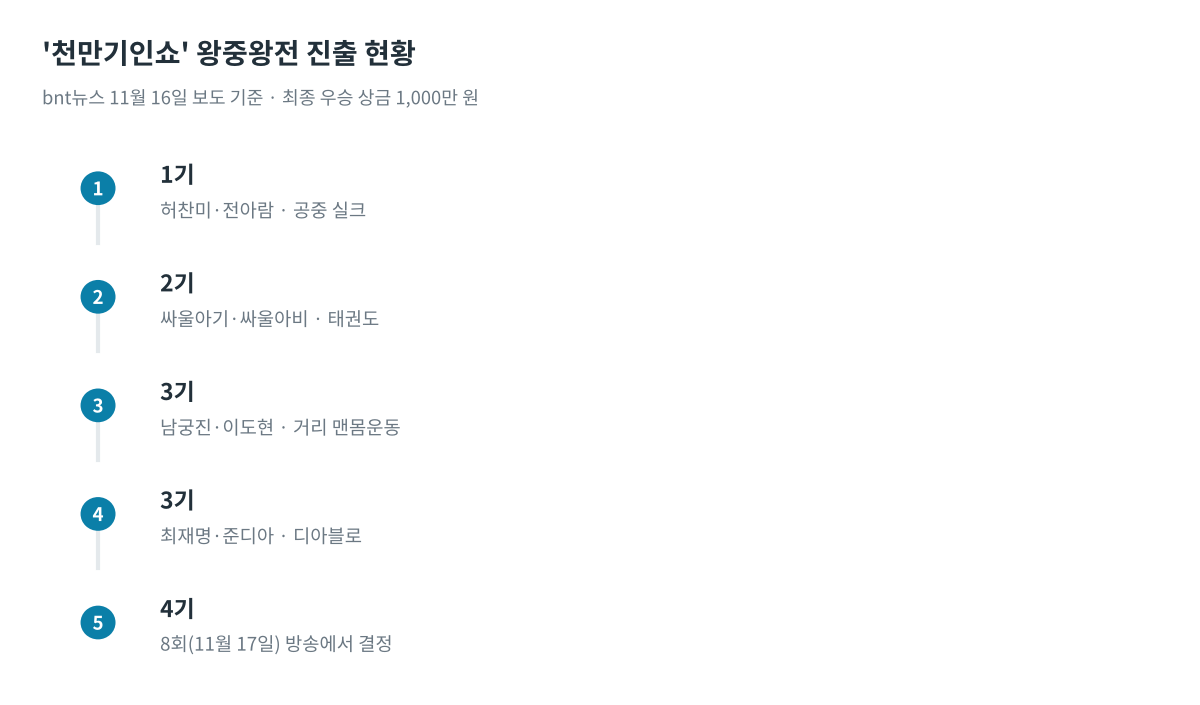 '천만기인쇼' 왕중왕전 진출 현황
bnt뉴스 11월 16일 보도 기준 · 최종 우승 상금 1,000만 원
1
1기
허찬미·전아람 · 공중 실크
2
2기
싸울아기·싸울아비 · 태권도
3
3기
남궁진·이도현 · 거리 맨몸운동
4
3기
최재명·준디아 · 디아블로
5
4기
8회(11월 17일) 방송에서 결정